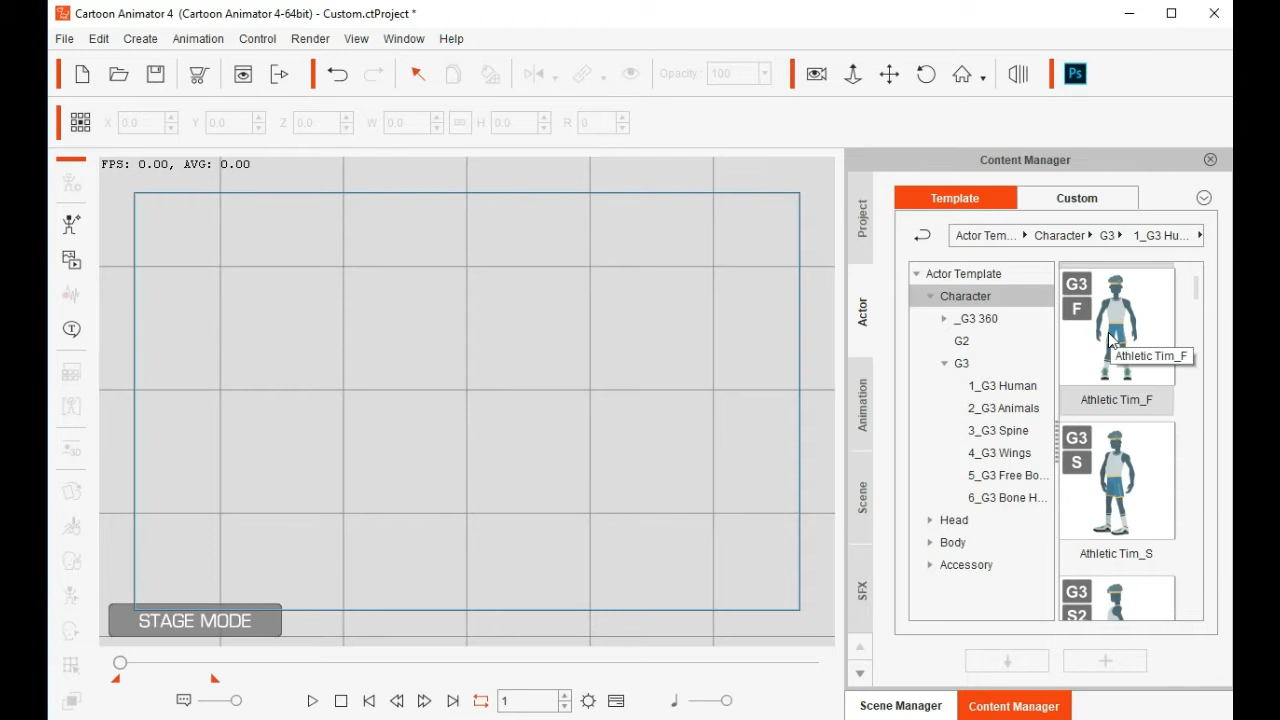 Cartoon Animator 4  (Cartoon Animator 4-64bit) - Custom.ctProject *
File Edit Create Animation Control Render View Window Help
Opacity: 100 Ps
X 0.0 Y 0.0 Z 0.0 W 0.0 H 0.0 R 0
FPS: 0.00, AVG: 0.00
Content Manager
Template Custom
Actor Tem... Character G3 1_G3 Hu...
Project
Actor
Animation
Scene
SFX
Actor Template
Character
_G3 360
G2
G3
1_G3 Human
2_G3 Animals
3_G3 Spine
4_G3 Wings
5_G3 Free Bo...
6_G3 Bone H...
Head
Body
Accessory
G3
F
Athletic Tim_F
Athletic Tim_F
G3
S
Athletic Tim_S
G3
S2
STAGE MODE
1
Scene Manager Content Manager